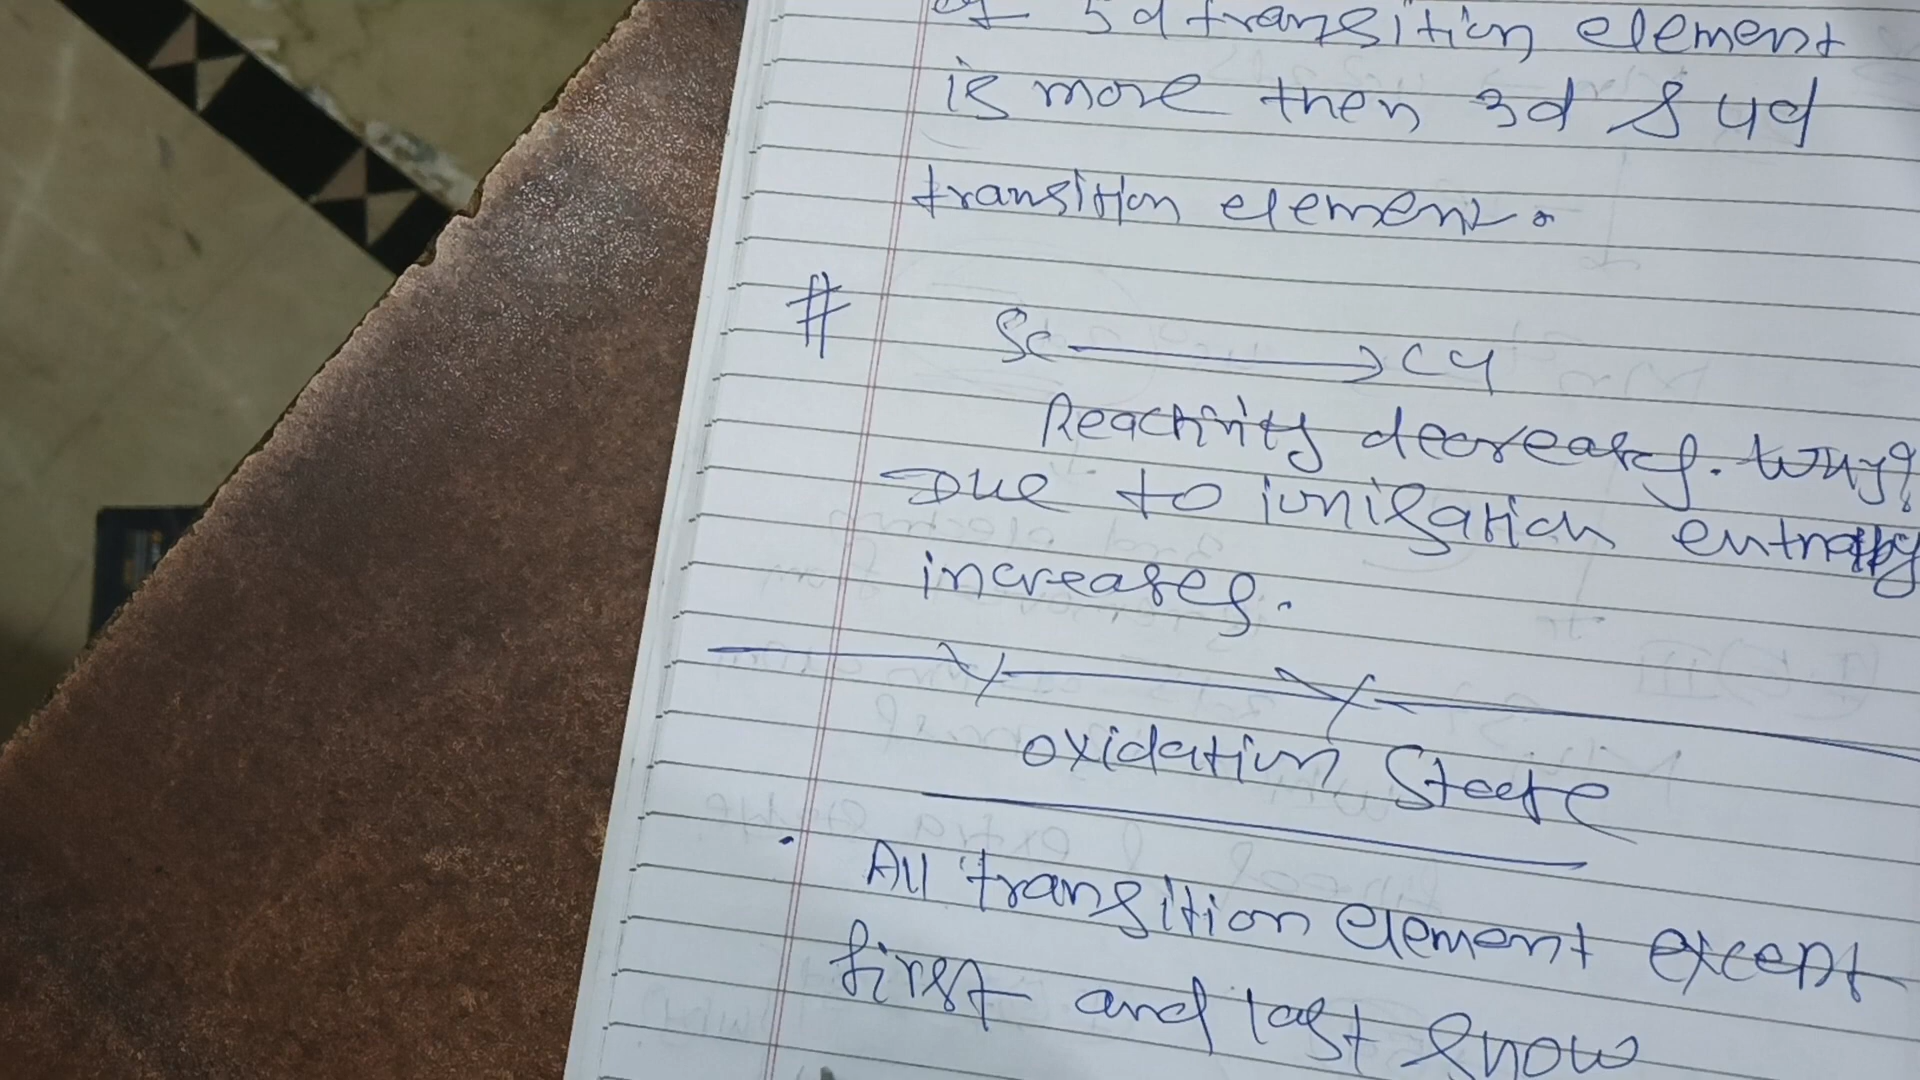 of 5d transition element
is more then 3d & 4d
transition element.
# Sc → Cu
Reactivity decreases. Why?
Due to ionisation
increases.
oxidation State
• All transition element except
first and last show